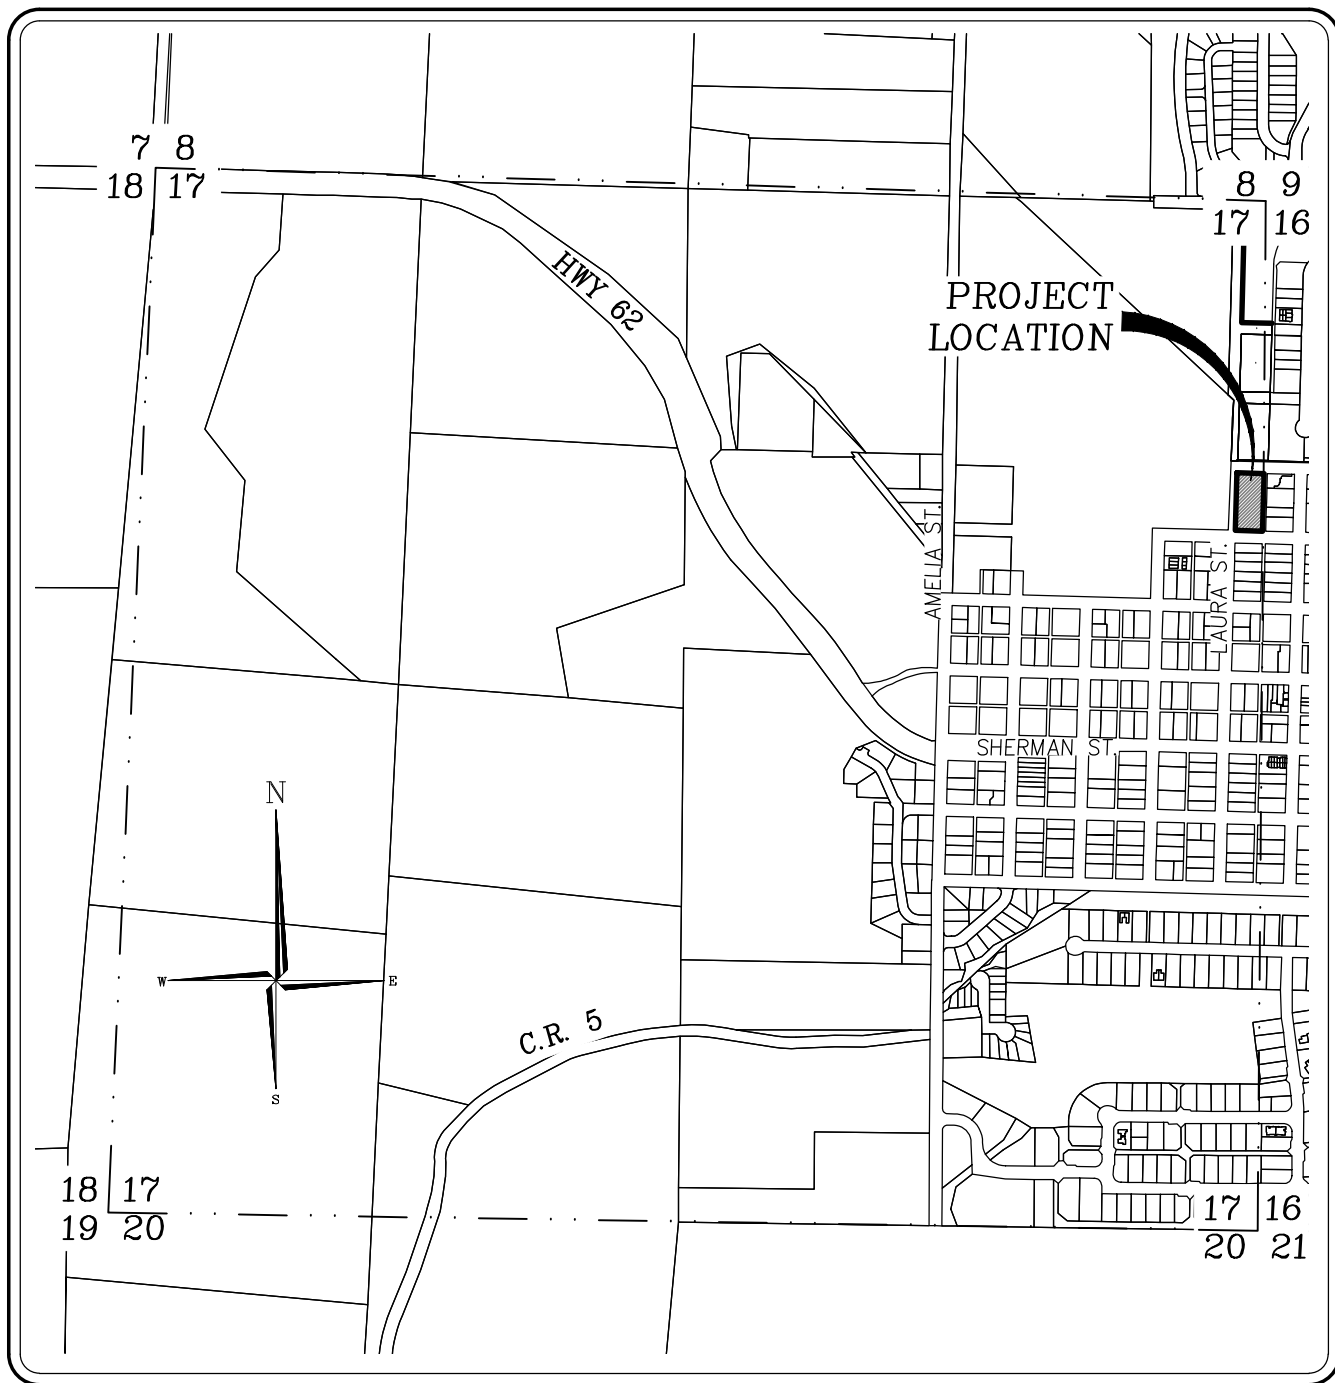 7 8
18 17
8 9
17 16
HWY 62
PROJECT
LOCATION
AMELIA ST.
LAURA ST.
SHERMAN ST.
N
W
E
S
C.R. 5
18 17
19 20
17 16
20 21